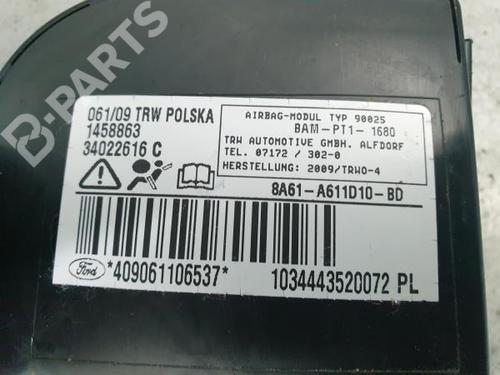 B-PARTS
061/09 TRW POLSKA
1458863
34022616 C
AIRBAG-MODUL TYP 90025
BAM-PT1-1680
TRW AUTOMOTIVE GMBH. ALFDORF
TEL. 07172 / 302-0
HERSTELLUNG: 2009/TRWO-4
8A61-A611D10-BD
Ford
*409061106537*
1034443520072 PL